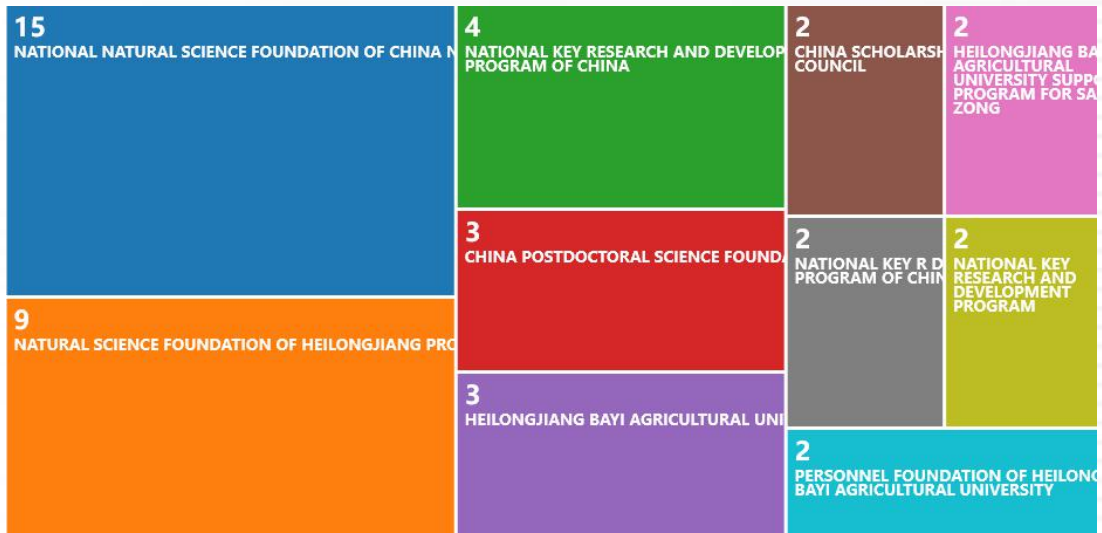 15
NATIONAL NATURAL SCIENCE FOUNDATION OF CHINA N
9
NATURAL SCIENCE FOUNDATION OF HEILONGJIANG PRO
4
NATIONAL KEY RESEARCH AND DEVELOP
PROGRAM OF CHINA
3
CHINA POSTDOCTORAL SCIENCE FOUNDA
3
HEILONGJIANG BAYI AGRICULTURAL UNI
2
CHINA SCHOLARSH
COUNCIL
2
HEILONGJIANG BA
AGRICULTURAL
UNIVERSITY SUPPO
PROGRAM FOR SA
ZONG
2
NATIONAL KEY R D
PROGRAM OF CHIN
2
NATIONAL KEY
RESEARCH AND
DEVELOPMENT
PROGRAM
2
PERSONNEL FOUNDATION OF HEILONG
BAYI AGRICULTURAL UNIVERSITY